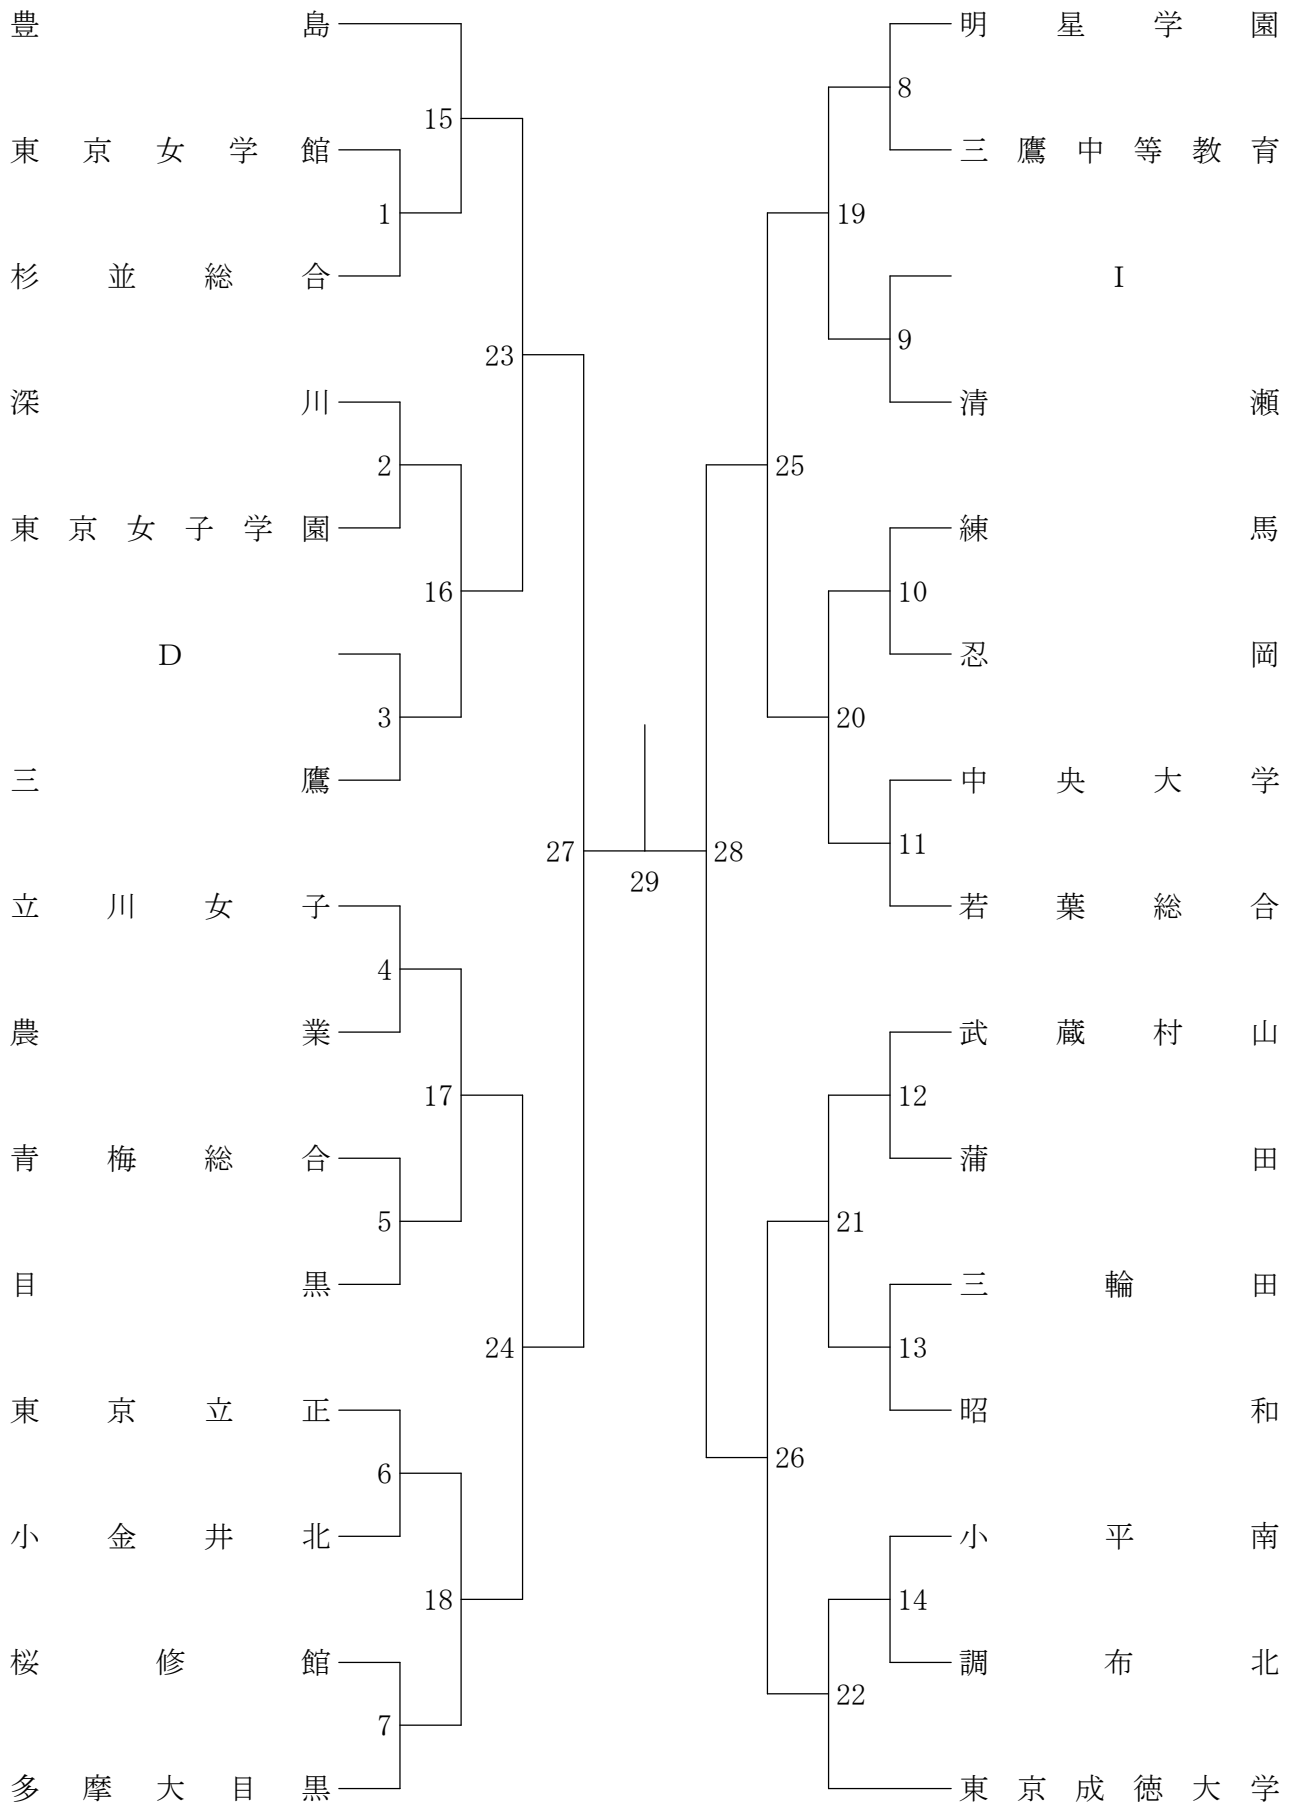 豊島
明星学園
8
15
東京女学館
三鷹中等教育
1
19
杉並総合
I
9
23
深川
清瀬
2
25
東京女子学園
練馬
16
10
D
忍岡
3
20
三鷹
中央大学
11
27
28
29
立川女子
若葉総合
4
農業
武蔵村山
17
12
青梅総合
蒲田
5
21
目黒
三輪田
24
13
東京立正
昭和
26
6
小金井北
小平南
18
14
桜修館
調布北
22
7
多摩大目黒
東京成徳大学